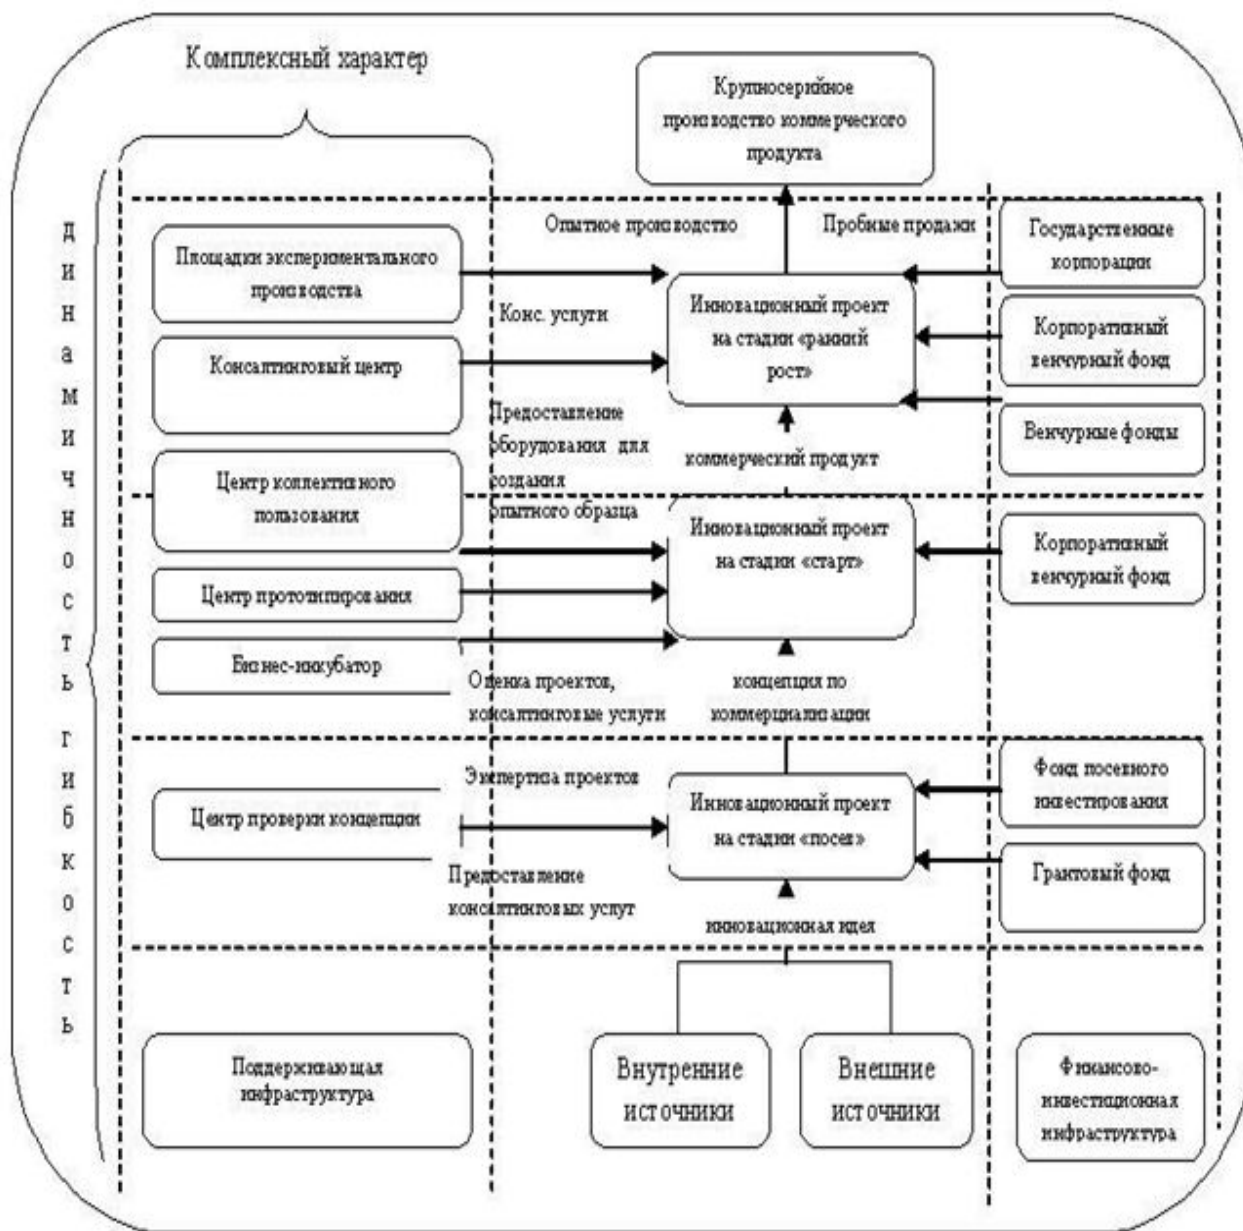 Комплексный характер
Крупносерийное
производство коммерческого
продукта
динамичность гибкость
Опытное производство
Пробные продажи
Площадки экспериментального
производства
Государственные
корпорации
Инновационный проект
на стадии «ранний
рост»
Конс. услуги
Корпоративный
венчурный фонд
Консалтинговый центр
Венчурные фонды
Предоставление
оборудования для
создания
опытного образца
коммерческий продукт
Центр коллективного
пользования
Инновационный проект
на стадии «старт»
Корпоративный
венчурный фонд
Центр прототипирования
Бизнес-инкубатор
Оценка проектов,
консалтинговые услуги
концепция по
коммерциализации
Экспертиза проектов
Фонд посевного
инвестирования
Центр проверки концепции
Инновационный проект
на стадии «посев»
Предоставление
консалтинговых услуг
Грантовый фонд
инновационная идея
Поддерживающая
инфраструктура
Внутренние
источники
Внешние
источники
Финансово-
инвестиционная
инфраструктура